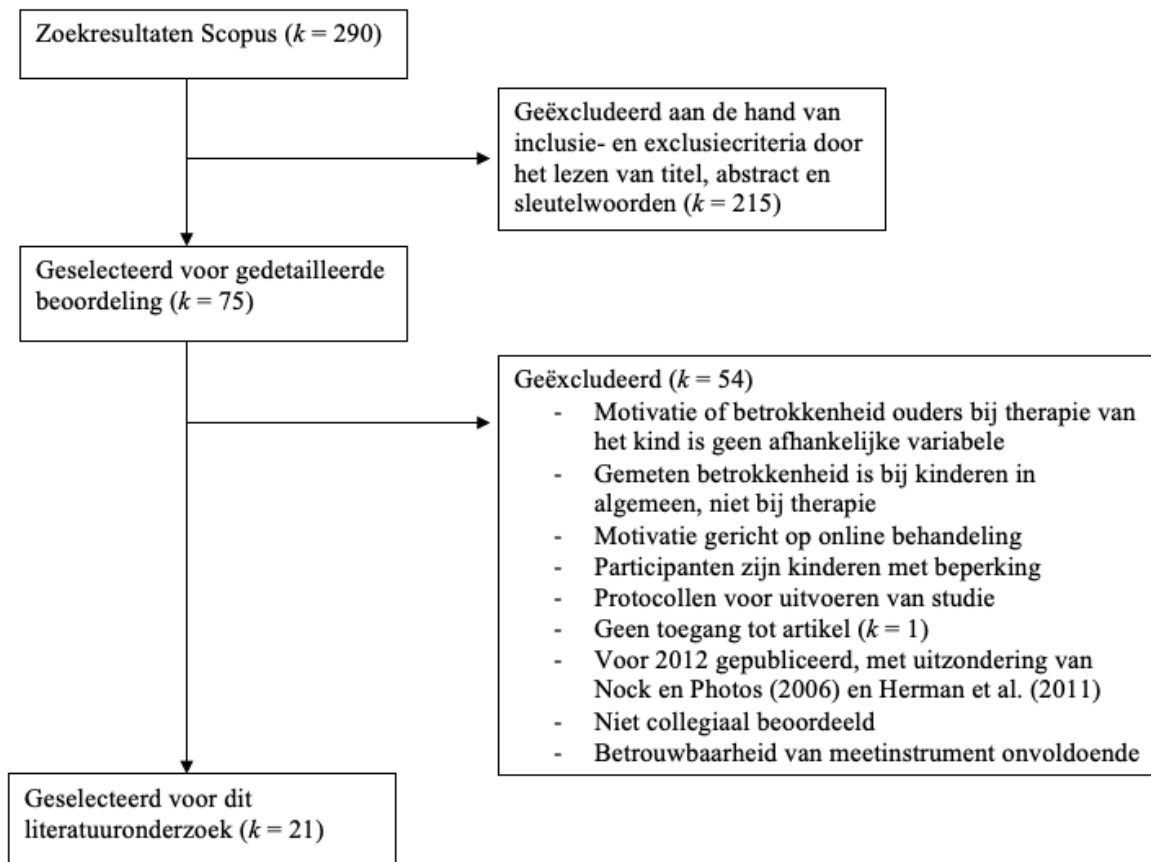 Zoekresultaten Scopus (k = 290)
Geëxcludeerd aan de hand van
inclusie- en exclusiecriteria door
het lezen van titel, abstract en
sleutelwoorden (k = 215)
Geselecteerd voor gedetailleerde
beoordeling (k = 75)
Geëxcludeerd (k = 54)
- Motivatie of betrokkenheid ouders bij therapie van
het kind is geen afhankelijke variabele
- Gemeten betrokkenheid is bij kinderen in
algemeen, niet bij therapie
- Motivatie gericht op online behandeling
- Participanten zijn kinderen met beperking
- Protocollen voor uitvoeren van studie
- Geen toegang tot artikel (k = 1)
- Voor 2012 gepubliceerd, met uitzondering van
Nock en Photos (2006) en Herman et al. (2011)
- Niet collegiaal beoordeeld
- Betrouwbaarheid van meetinstrument onvoldoende
Geselecteerd voor dit
literatuuronderzoek (k = 21)